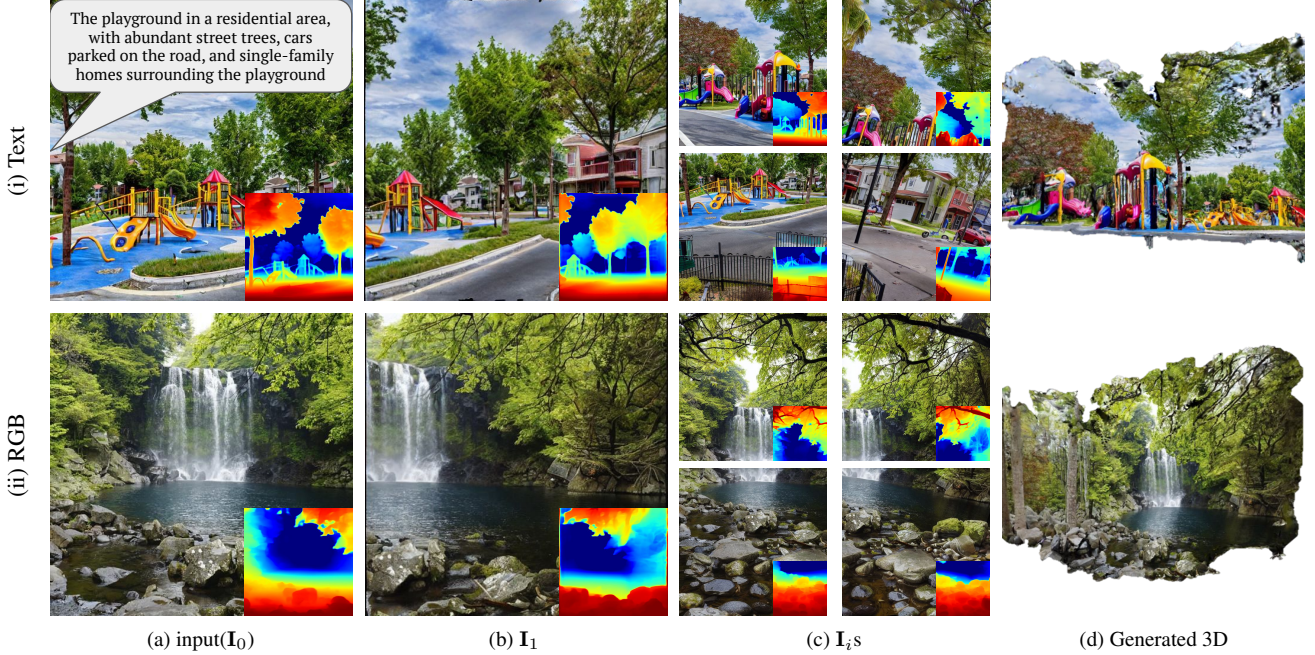 The playground in a residential area,
with abundant street trees, cars
parked on the road, and single-family
homes surrounding the playground
(i) Text
(ii) RGB
(a) input(I₀)
(b) I₁
(c) Iᵢs
(d) Generated 3D